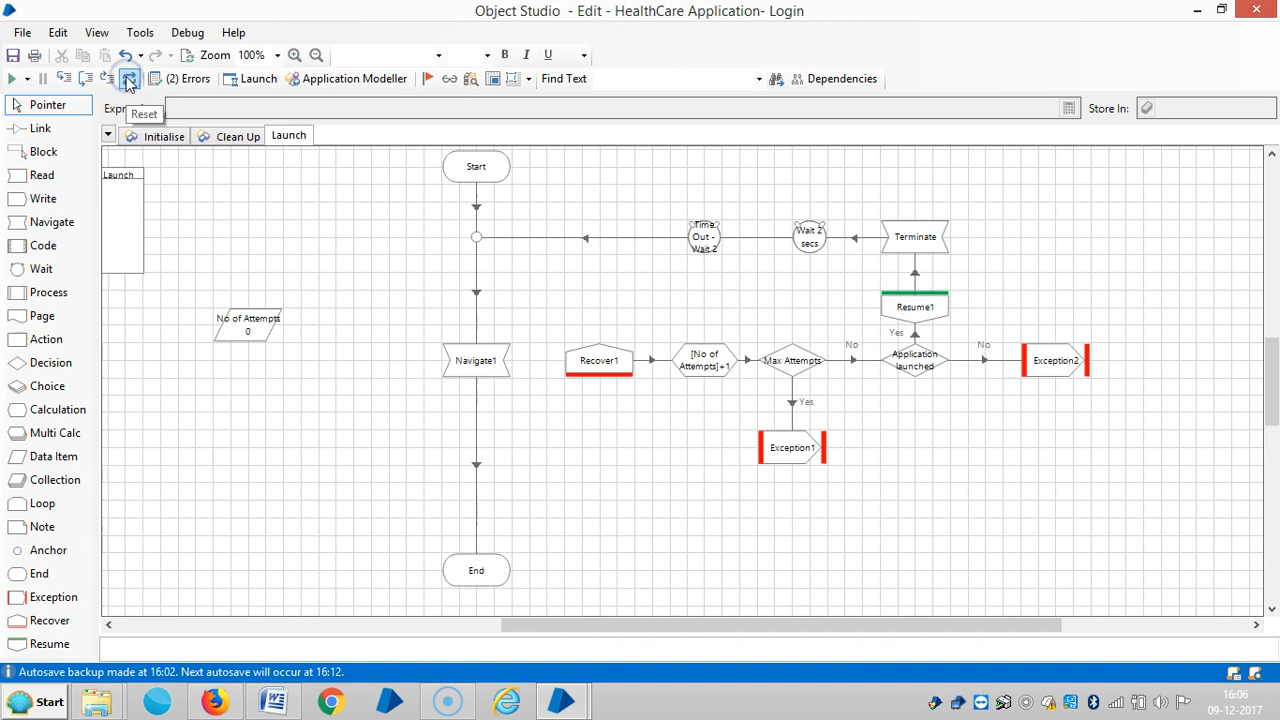 Object Studio - Edit - HealthCare Application- Login
File Edit View Tools Debug Help
Zoom 100% B I U
(2) Errors Launch Application Modeller Find Text Dependencies
Pointer
Store In:
Reset
Link
Initialise Clean Up Launch
Block
Read
Write
Navigate
Code
Wait
Process
Page
Action
Decision
Choice
Calculation
Multi Calc
Data Item
Collection
Loop
Note
Anchor
End
Exception
Recover
Resume
Launch
Start
Time Out - Wait 2
Wait 2 secs
Terminate
No of Attempts
0
Resume1
Yes
Navigate1
Recover1
[No of Attempts]+1
Max Attempts
No
Application launched
No
Exception2
Yes
Exception1
End
Autosave backup made at 16:02. Next autosave will occur at 16:12.
Start
16:06
09-12-2017